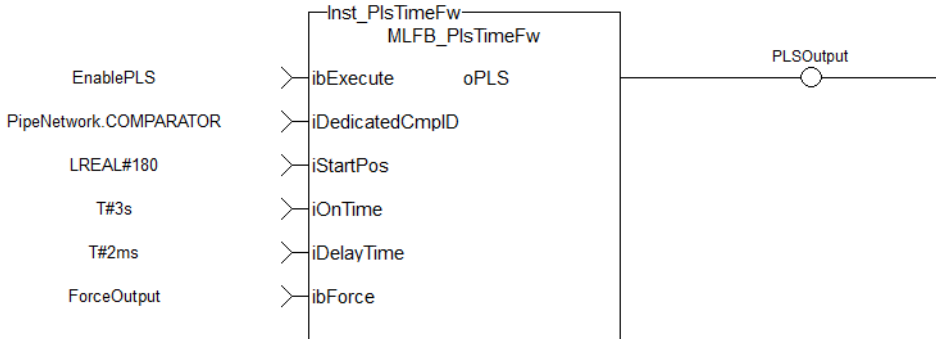 Inst_PlsTimeFw
MLFB_PlsTimeFw
PLSOutput
EnablePLS ibExecute oPLS
PipeNetwork.COMPARATOR iDedicatedCmpID
LREAL#180 iStartPos
T#3s iOnTime
T#2ms iDelayTime
ForceOutput ibForce